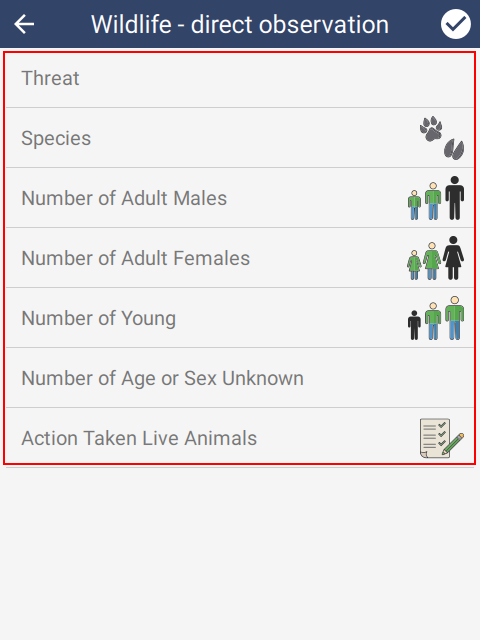 Wildlife - direct observation
Threat
Species
Number of Adult Males
Number of Adult Females
Number of Young
Number of Age or Sex Unknown
Action Taken Live Animals